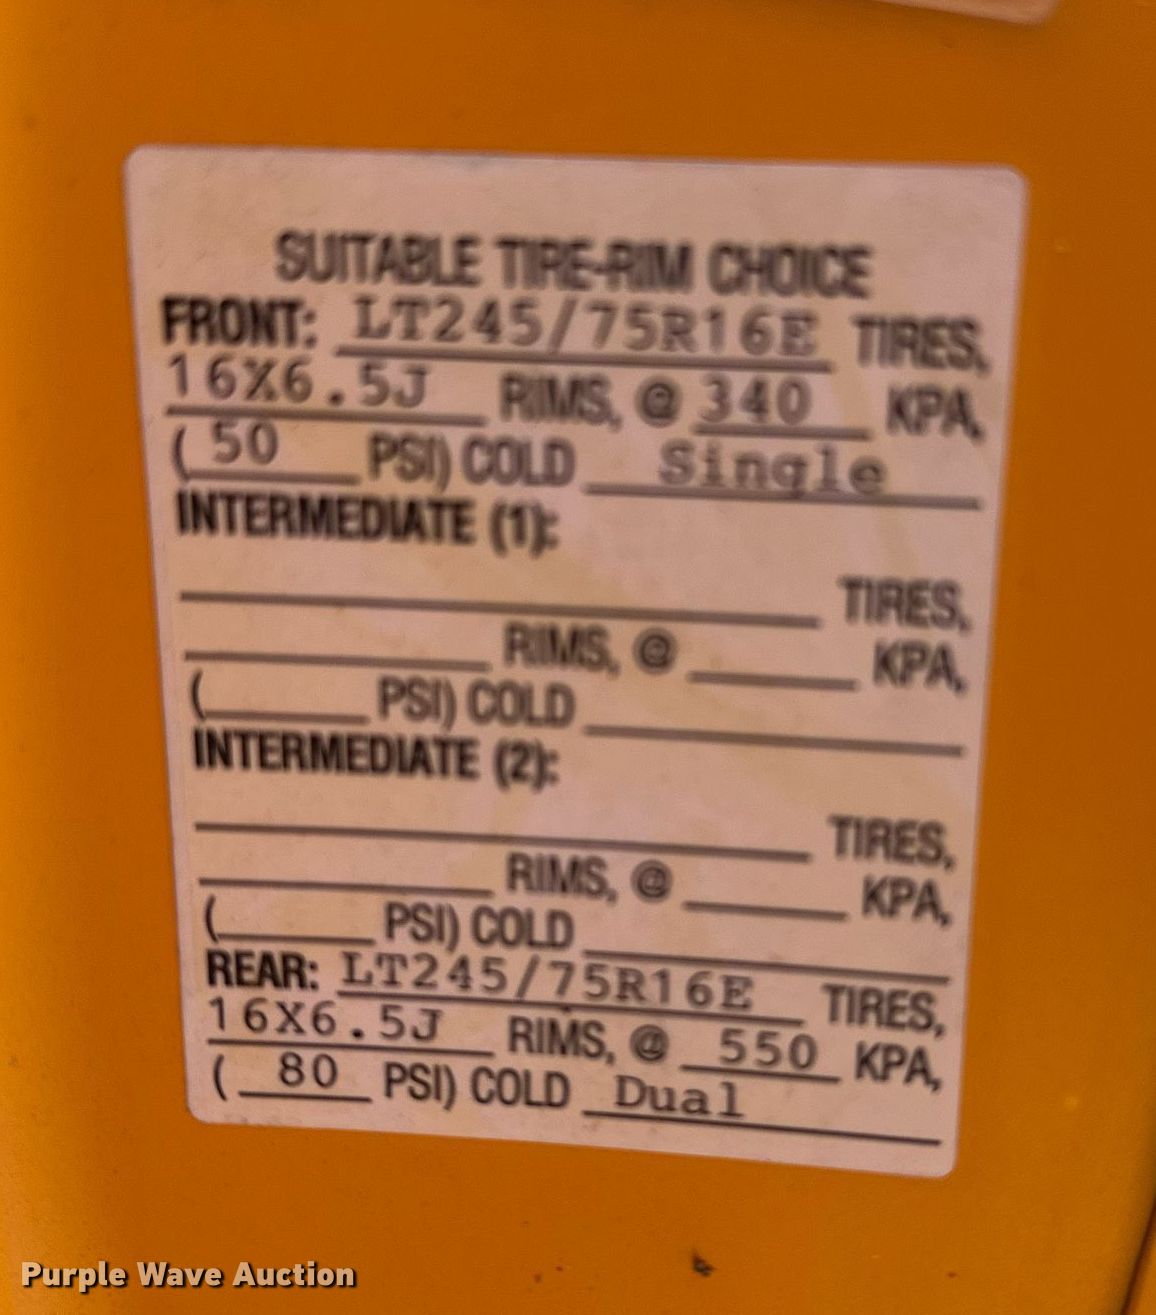 SUITABLE TIRE-RIM CHOICE
FRONT: LT245/75R16E TIRES,
16X6.5J RIMS, @ 340 KPA,
( 50 PSI) COLD Single
INTERMEDIATE (1):
TIRES,
RIMS, @ KPA,
( PSI) COLD
INTERMEDIATE (2):
TIRES,
RIMS, @ KPA,
( PSI) COLD
REAR: LT245/75R16E TIRES,
16X6.5J RIMS, @ 550 KPA,
( 80 PSI) COLD Dual
Purple Wave Auction